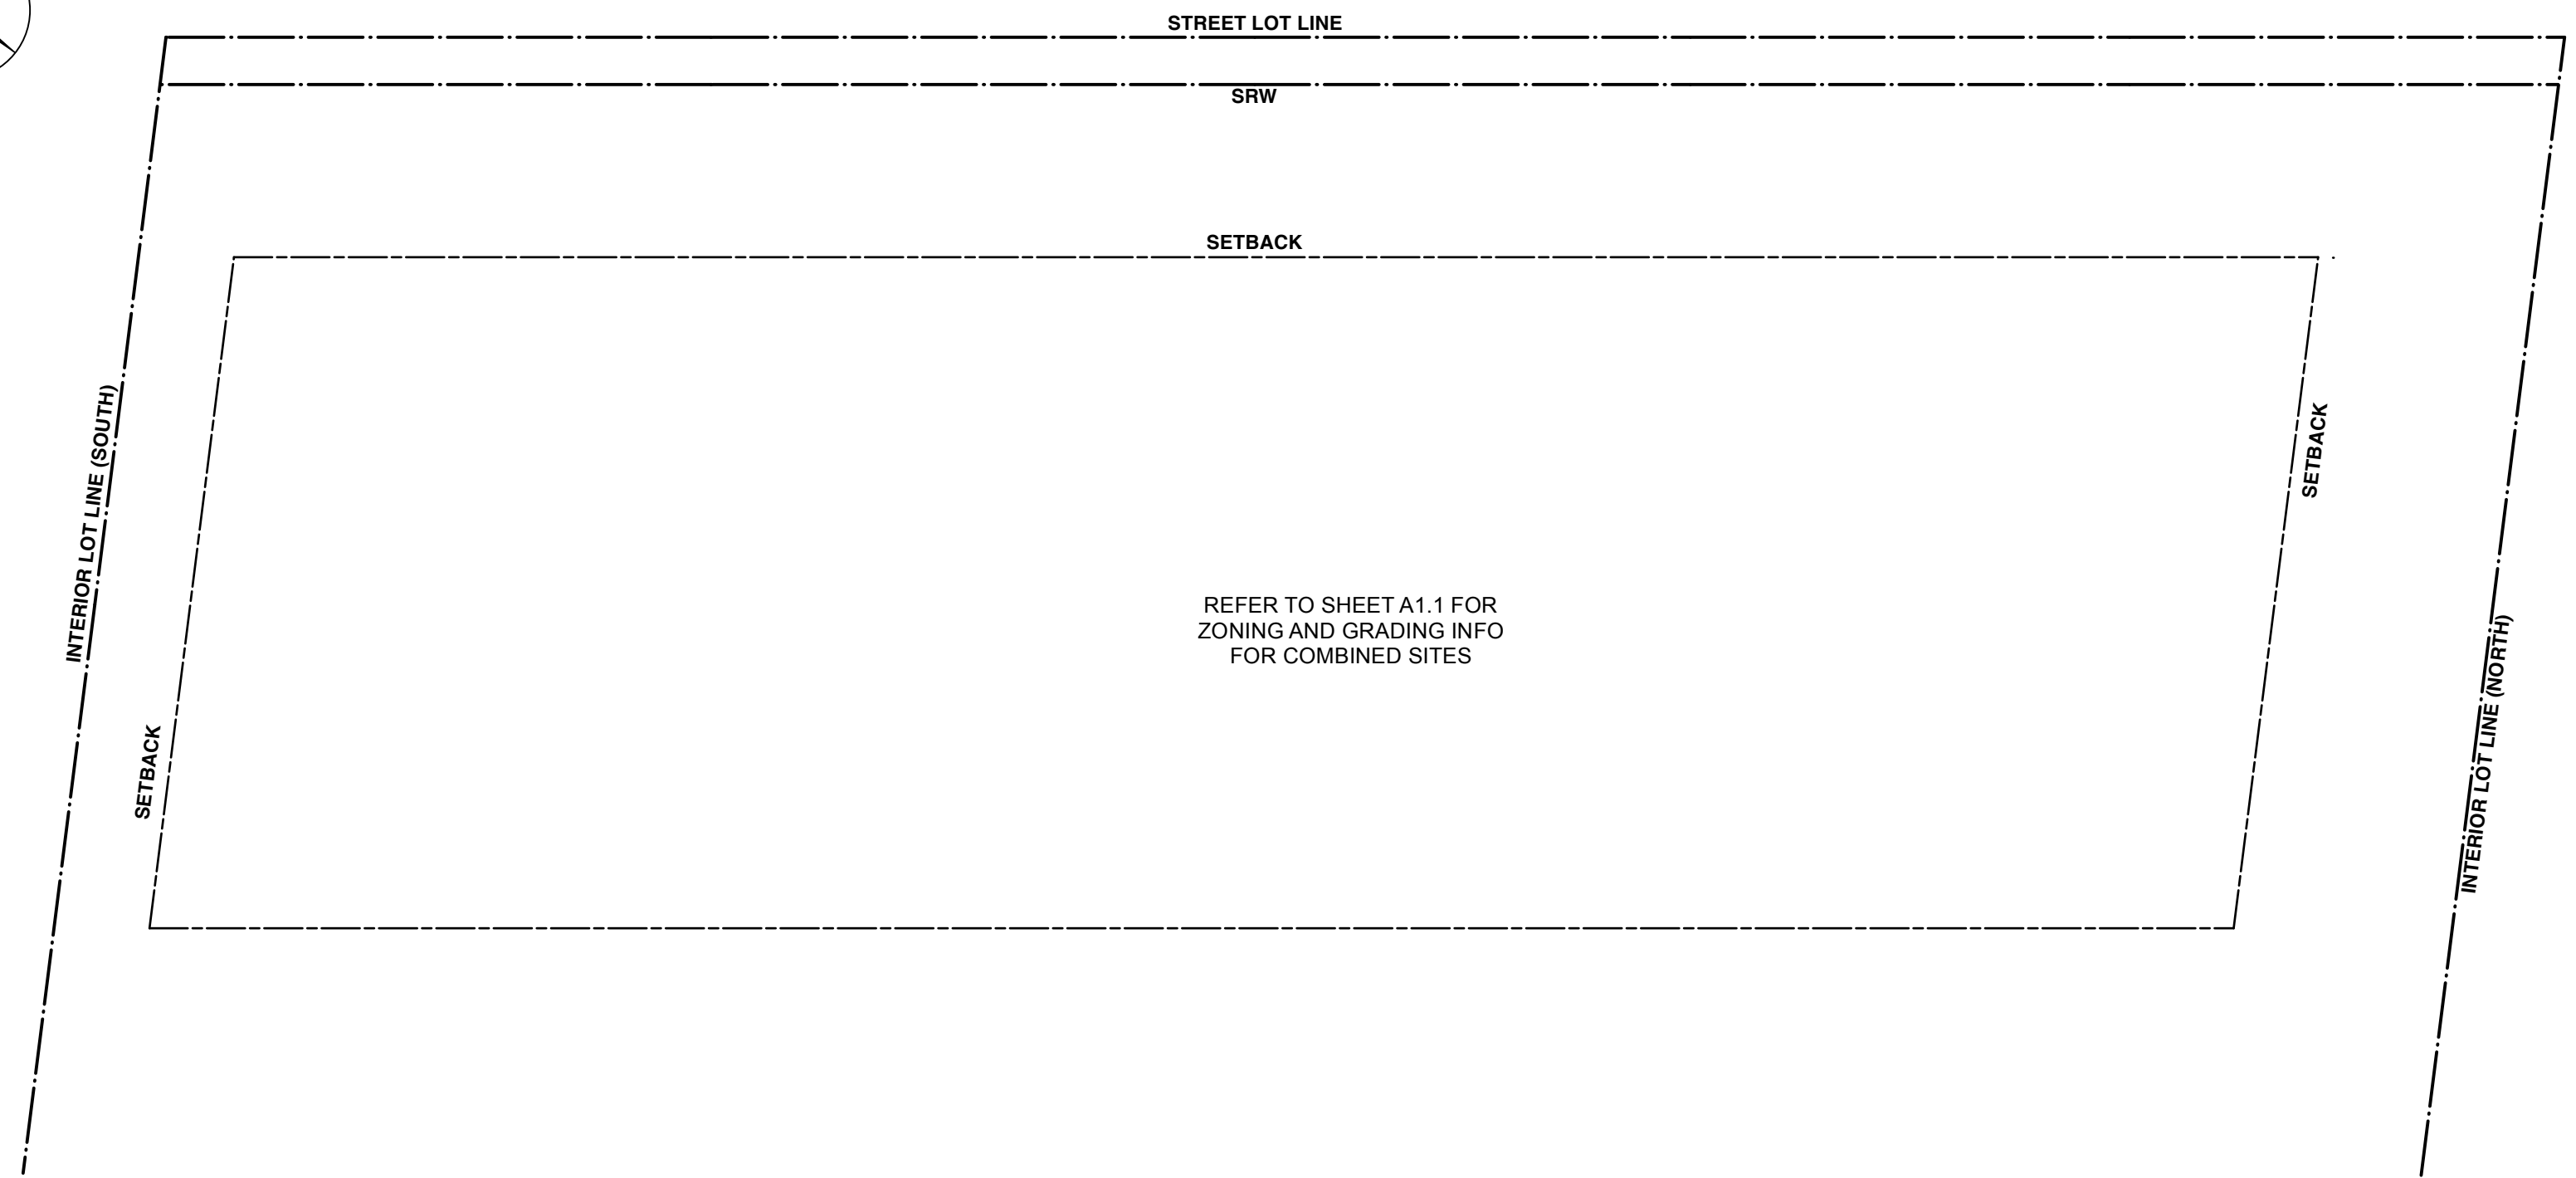 STREET LOT LINE
SRW
SETBACK
INTERIOR LOT LINE (SOUTH)
SETBACK
REFER TO SHEET A1.1 FOR
ZONING AND GRADING INFO
FOR COMBINED SITES
INTERIOR LOT LINE (NORTH)
SETBACK